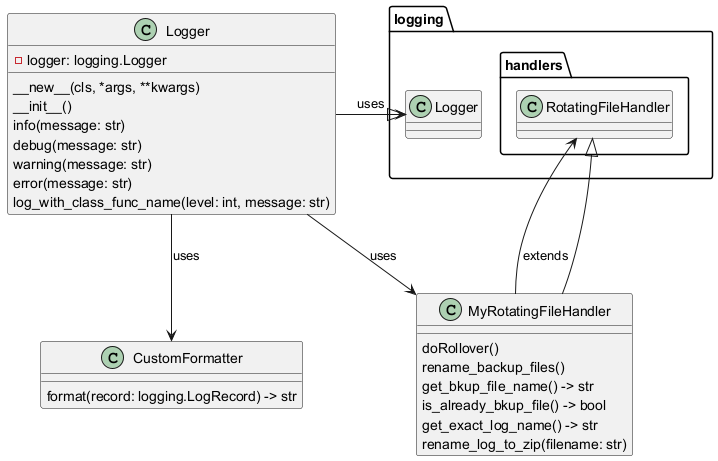 C Logger
logger: logging.Logger
__new__(cls, *args, **kwargs)
__init__()
info(message: str)
debug(message: str)
warning(message: str)
error(message: str)
log_with_class_func_name(level: int, message: str)
uses
logging
C Logger
handlers
C RotatingFileHandler
uses
uses
extends
C CustomFormatter
format(record: logging.LogRecord) -> str
C MyRotatingFileHandler
doRollover()
rename_backup_files()
get_bkup_file_name() -> str
is_already_bkup_file() -> bool
get_exact_log_name() -> str
rename_log_to_zip(filename: str)